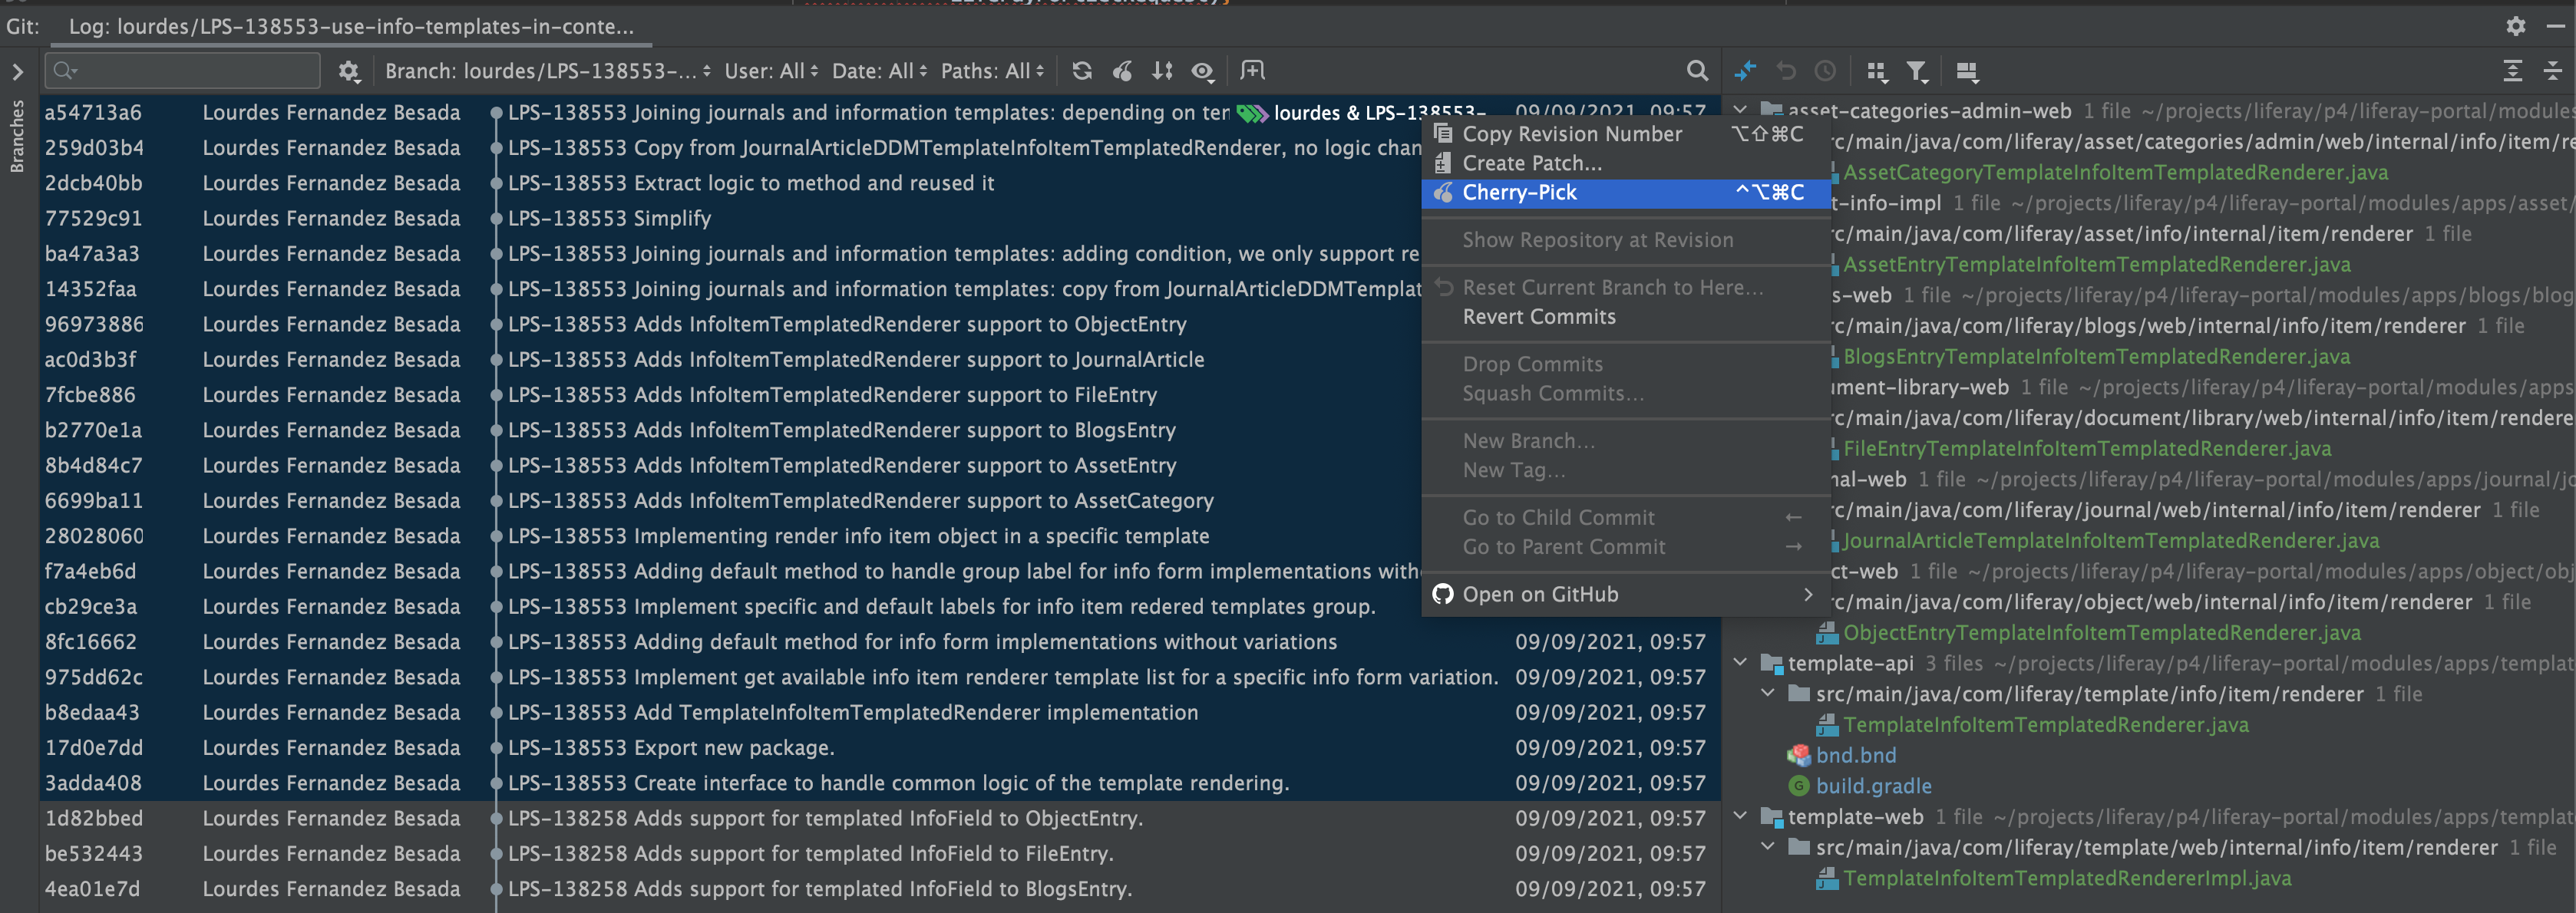 Git: Log: lourdes/LPS-138553-use-info-templates-in-conte...
Branch: lourdes/LPS-138553-... User: All Date: All Paths: All
Branches
a54713a6 Lourdes Fernandez Besada LPS-138553 Joining journals and information templates: depending on ter lourdes & LPS-138553- 09/09/2021, 09:57
259d03b4 Lourdes Fernandez Besada LPS-138553 Copy from JournalArticleDDMTemplateInfoItemTemplatedRenderer, no logic chan
2dcb40bb Lourdes Fernandez Besada LPS-138553 Extract logic to method and reused it
77529c91 Lourdes Fernandez Besada LPS-138553 Simplify
ba47a3a3 Lourdes Fernandez Besada LPS-138553 Joining journals and information templates: adding condition, we only support re
14352faa Lourdes Fernandez Besada LPS-138553 Joining journals and information templates: copy from JournalArticleDDMTemplat
96973886 Lourdes Fernandez Besada LPS-138553 Adds InfoItemTemplatedRenderer support to ObjectEntry
ac0d3b3f Lourdes Fernandez Besada LPS-138553 Adds InfoItemTemplatedRenderer support to JournalArticle
7fcbe886 Lourdes Fernandez Besada LPS-138553 Adds InfoItemTemplatedRenderer support to FileEntry
b2770e1a Lourdes Fernandez Besada LPS-138553 Adds InfoItemTemplatedRenderer support to BlogsEntry
8b4d84c7 Lourdes Fernandez Besada LPS-138553 Adds InfoItemTemplatedRenderer support to AssetEntry
6699ba11 Lourdes Fernandez Besada LPS-138553 Adds InfoItemTemplatedRenderer support to AssetCategory
28028060 Lourdes Fernandez Besada LPS-138553 Implementing render info item object in a specific template
f7a4eb6d Lourdes Fernandez Besada LPS-138553 Adding default method to handle group label for info form implementations with
cb29ce3a Lourdes Fernandez Besada LPS-138553 Implement specific and default labels for info item redered templates group.
8fc16662 Lourdes Fernandez Besada LPS-138553 Adding default method for info form implementations without variations 09/09/2021, 09:57
975dd62c Lourdes Fernandez Besada LPS-138553 Implement get available info item renderer template list for a specific info form variation. 09/09/2021, 09:57
b8edaa43 Lourdes Fernandez Besada LPS-138553 Add TemplateInfoItemTemplatedRenderer implementation 09/09/2021, 09:57
17d0e7dd Lourdes Fernandez Besada LPS-138553 Export new package. 09/09/2021, 09:57
3adda408 Lourdes Fernandez Besada LPS-138553 Create interface to handle common logic of the template rendering. 09/09/2021, 09:57
1d82bbed Lourdes Fernandez Besada LPS-138258 Adds support for templated InfoField to ObjectEntry. 09/09/2021, 09:57
be532443 Lourdes Fernandez Besada LPS-138258 Adds support for templated InfoField to FileEntry. 09/09/2021, 09:57
4ea01e7d Lourdes Fernandez Besada LPS-138258 Adds support for templated InfoField to BlogsEntry. 09/09/2021, 09:57
Copy Revision Number ⌥⇧⌘C
Create Patch...
Cherry-Pick ^⌥⌘C
Show Repository at Revision
Reset Current Branch to Here...
Revert Commits
Drop Commits
Squash Commits...
New Branch...
New Tag...
Go to Child Commit ←
Go to Parent Commit →
Open on GitHub
asset-categories-admin-web 1 file ~/projects/liferay/p4/liferay-portal/modules
rc/main/java/com/liferay/asset/categories/admin/web/internal/info/item/re
AssetCategoryTemplateInfoItemTemplatedRenderer.java
t-info-impl 1 file ~/projects/liferay/p4/liferay-portal/modules/apps/asset/
rc/main/java/com/liferay/asset/info/internal/item/renderer 1 file
AssetEntryTemplateInfoItemTemplatedRenderer.java
s-web 1 file ~/projects/liferay/p4/liferay-portal/modules/apps/blogs/blog
rc/main/java/com/liferay/blogs/web/internal/info/item/renderer 1 file
BlogsEntryTemplateInfoItemTemplatedRenderer.java
ument-library-web 1 file ~/projects/liferay/p4/liferay-portal/modules/apps
rc/main/java/com/liferay/document/library/web/internal/info/item/rendere
FileEntryTemplateInfoItemTemplatedRenderer.java
nal-web 1 file ~/projects/liferay/p4/liferay-portal/modules/apps/journal/jo
rc/main/java/com/liferay/journal/web/internal/info/item/renderer 1 file
JournalArticleTemplateInfoItemTemplatedRenderer.java
ct-web 1 file ~/projects/liferay/p4/liferay-portal/modules/apps/object/obj
rc/main/java/com/liferay/object/web/internal/info/item/renderer 1 file
ObjectEntryTemplateInfoItemTemplatedRenderer.java
template-api 3 files ~/projects/liferay/p4/liferay-portal/modules/apps/templat
src/main/java/com/liferay/template/info/item/renderer 1 file
TemplateInfoItemTemplatedRenderer.java
bnd.bnd
build.gradle
template-web 1 file ~/projects/liferay/p4/liferay-portal/modules/apps/templat
src/main/java/com/liferay/template/web/internal/info/item/renderer 1 file
TemplateInfoItemTemplatedRendererImpl.java